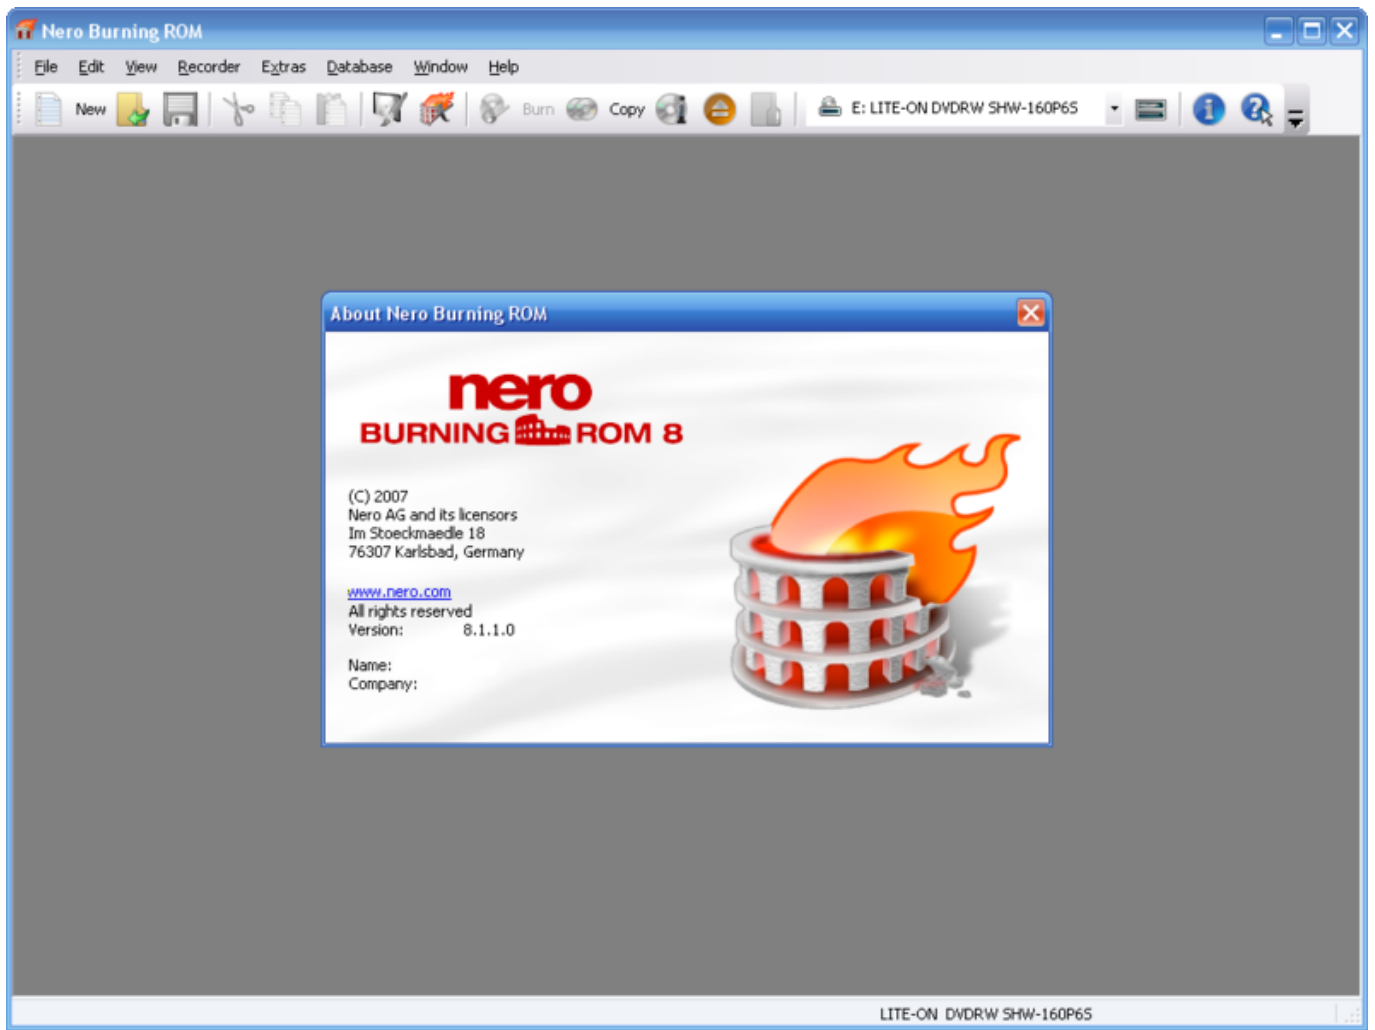 Nero Burning ROM
File Edit View Recorder Extras Database Window Help
New Burn Copy E: LITE-ON DVDRW SHW-160P6S
About Nero Burning ROM
nero
BURNING ROM 8
(C) 2007
Nero AG and its licensors
Im Stoeckmaedle 18
76307 Karlsbad, Germany
www.nero.com
All rights reserved
Version: 8.1.1.0
Name:
Company:
LITE-ON DVDRW SHW-160P6S